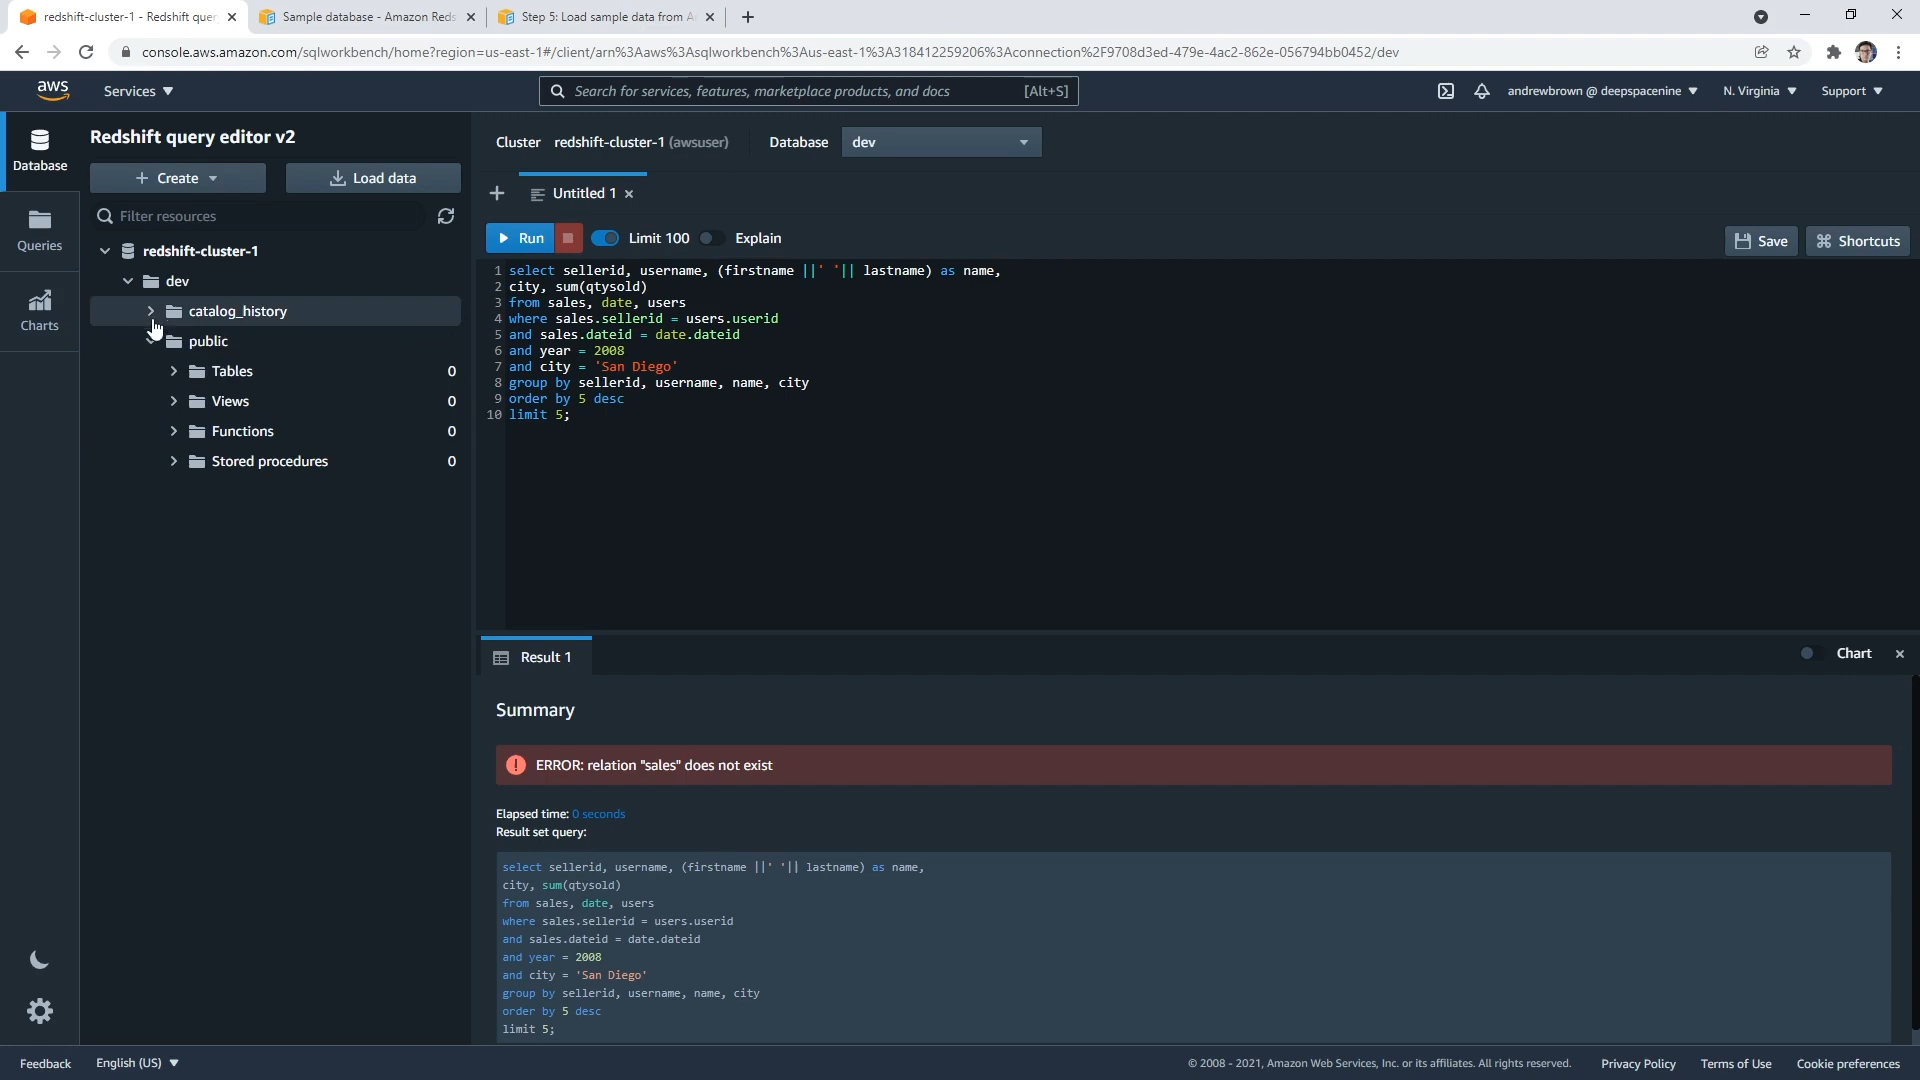 redshift-cluster-1 - Redshift quer
Sample database - Amazon Reds
Step 5: Load sample data from A
console.aws.amazon.com/sqlworkbench/home?region=us-east-1#/client/arn%3Aaws%3Asqlworkbench%3Aus-east-1%3A318412259206%3Aconnection%2F9708d3ed-479e-4ac2-862e-056794bb0452/dev
aws
Services
Search for services, features, marketplace products, and docs
[Alt+S]
andrewbrown @ deepspacenine
N. Virginia
Support
Database
Queries
Charts
Redshift query editor v2
Create
Load data
Filter resources
redshift-cluster-1
dev
catalog_history
public
Tables 0
Views 0
Functions 0
Stored procedures 0
Cluster redshift-cluster-1 (awsuser)
Database dev
Untitled 1
Run
Limit 100
Explain
Save
Shortcuts
1 select sellerid, username, (firstname ||' '|| lastname) as name,
2 city, sum(qtysold)
3 from sales, date, users
4 where sales.sellerid = users.userid
5 and sales.dateid = date.dateid
6 and year = 2008
7 and city = 'San Diego'
8 group by sellerid, username, name, city
9 order by 5 desc
10 limit 5;
Result 1
Chart
Summary
ERROR: relation "sales" does not exist
Elapsed time: 0 seconds
Result set query:
select sellerid, username, (firstname ||' '|| lastname) as name,
city, sum(qtysold)
from sales, date, users
where sales.sellerid = users.userid
and sales.dateid = date.dateid
and year = 2008
and city = 'San Diego'
group by sellerid, username, name, city
order by 5 desc
limit 5;
Feedback
English (US)
© 2008 - 2021, Amazon Web Services, Inc. or its affiliates. All rights reserved.
Privacy Policy
Terms of Use
Cookie preferences